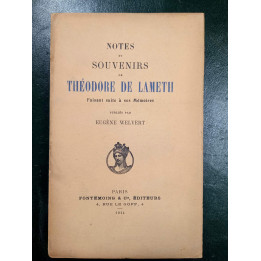 NOTES
ET
SOUVENIRS
DE
THÉODORE DE LAMETH
Faisant suite à ses Mémoires
PUBLIÉS PAR
EUGÈNE WELVERT
PARIS
FONTEMOING & Cie, ÉDITEURS
4, RUE LE GOFF, 4